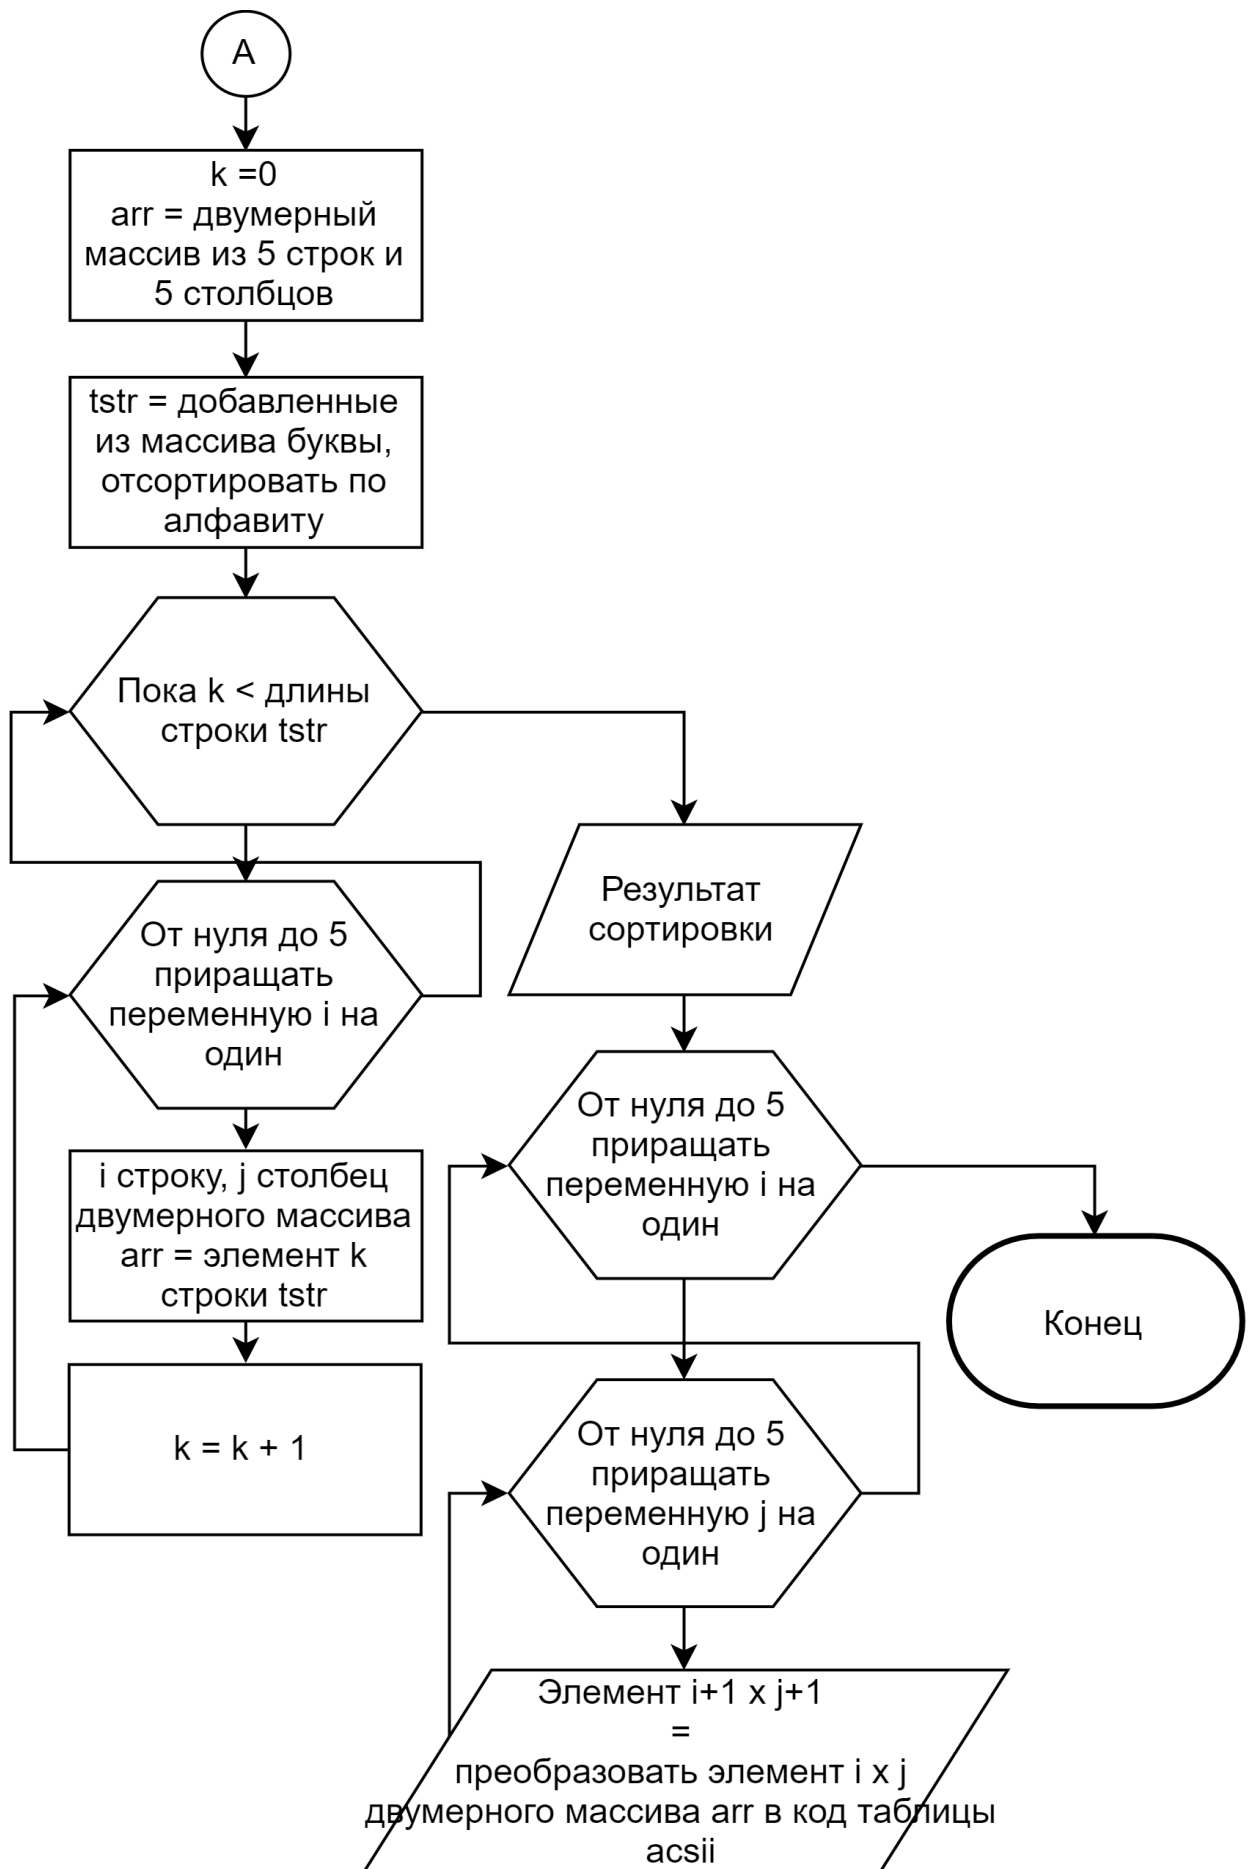 A
k =0
arr = двумерный
массив из 5 строк и
5 столбцов
tstr = добавленные
из массива буквы,
отсортировать по
алфавиту
Пока k < длины
строки tstr
От нуля до 5
приращать
переменную i на
один
i строку, j столбец
двумерного массива
arr = элемент k
строки tstr
k = k + 1
Результат
сортировки
От нуля до 5
приращать
переменную i на
один
Конец
От нуля до 5
приращать
переменную j на
один
Элемент i+1 x j+1
=
преобразовать элемент i x j
двумерного массива arr в код таблицы
acsii